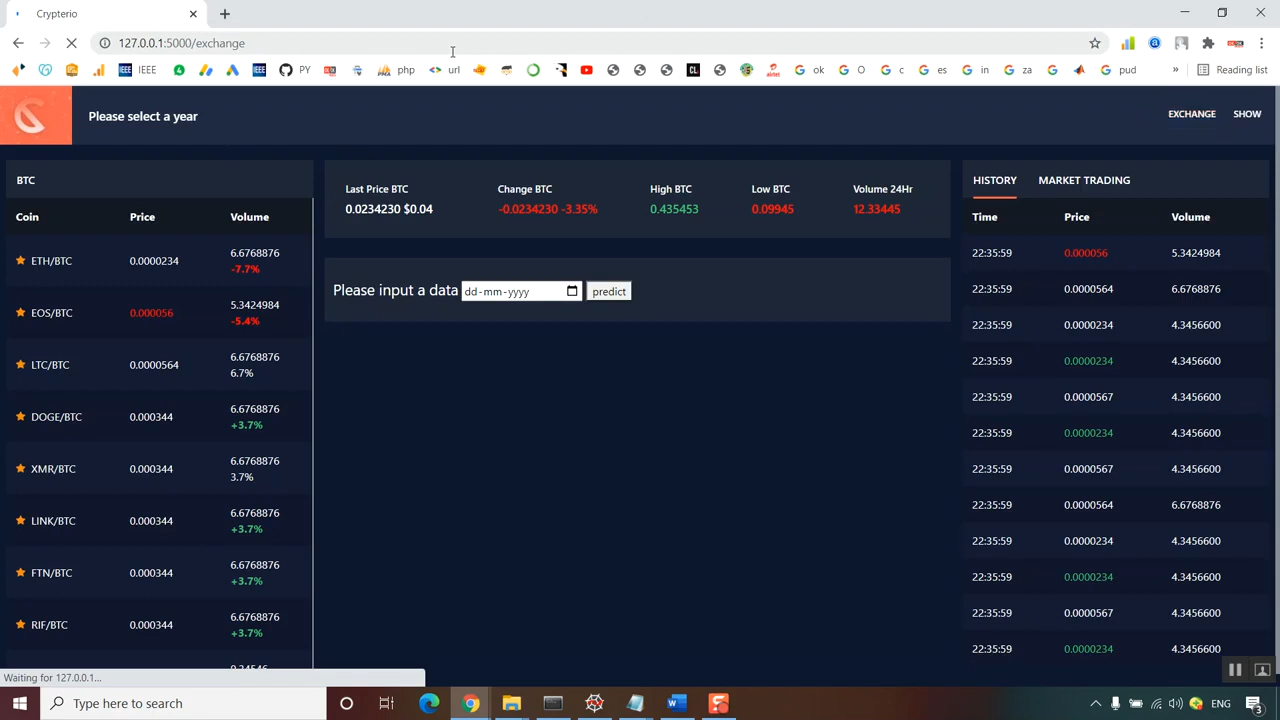 Crypterio
127.0.0.1:5000/exchange
IEEE PY php url ok O c es in za pud » Reading list
Please select a year
EXCHANGE SHOW
BTC
Coin Price Volume
ETH/BTC 0.0000234 6.6768876
-7.7%
EOS/BTC 0.000056 5.3424984
-5.4%
LTC/BTC 0.0000564 6.6768876
6.7%
DOGE/BTC 0.000344 6.6768876
+3.7%
XMR/BTC 0.000344 6.6768876
3.7%
LINK/BTC 0.000344 6.6768876
+3.7%
FTN/BTC 0.000344 6.6768876
+3.7%
RIF/BTC 0.000344 6.6768876
+3.7%
Last Price BTC Change BTC High BTC Low BTC Volume 24Hr
0.0234230 $0.04 -0.0234230 -3.35% 0.435453 0.09945 12.33445
Please input a data dd-mm-yyyy predict
HISTORY MARKET TRADING
Time Price Volume
22:35:59 0.000056 5.3424984
22:35:59 0.0000564 6.6768876
22:35:59 0.0000234 4.3456600
22:35:59 0.0000234 4.3456600
22:35:59 0.0000567 4.3456600
22:35:59 0.0000234 4.3456600
22:35:59 0.0000567 4.3456600
22:35:59 0.0000564 6.6768876
22:35:59 0.0000234 4.3456600
22:35:59 0.0000234 4.3456600
22:35:59 0.0000567 4.3456600
22:35:59 0.0000234 4.3456600
Waiting for 127.0.0.1...
Type here to search
ENG
3